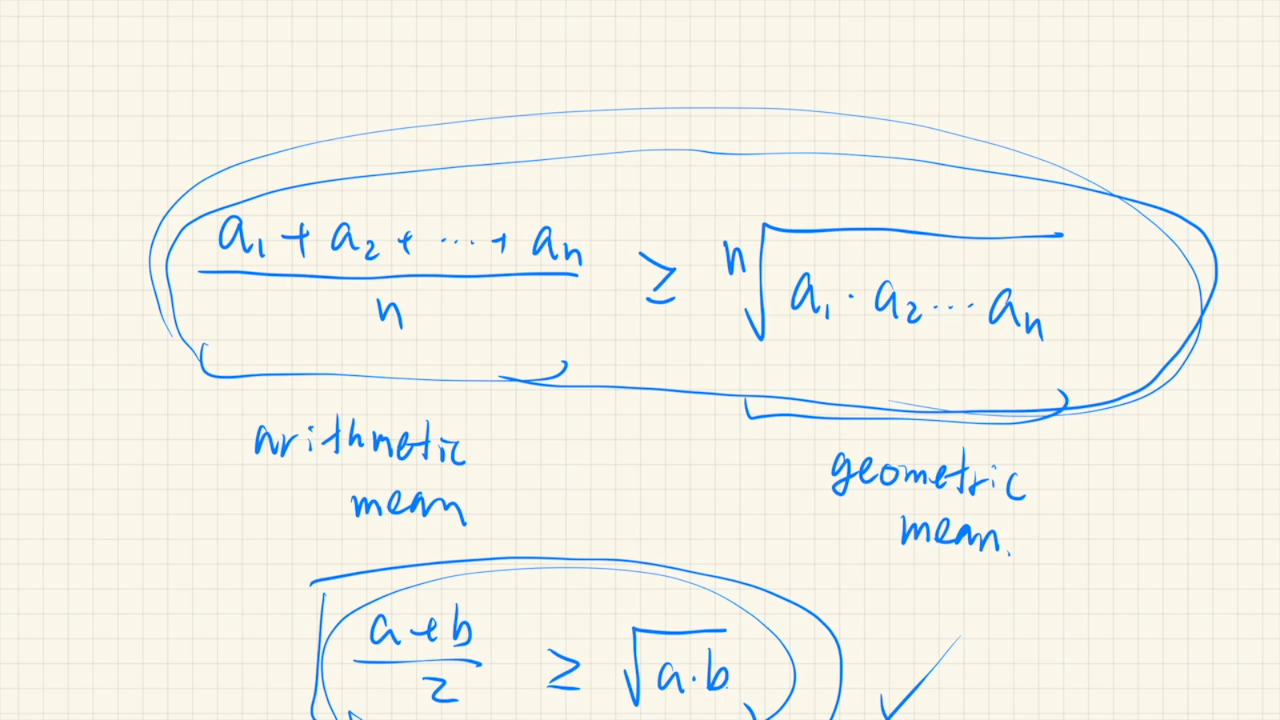 (a₁ + a₂ + ⋯ + aₙ) / n ≥ ⁿ√(a₁ · a₂ ⋯ aₙ)
arithmetic
mean
geometric
mean.
(a + b) / 2 ≥ √(a · b)